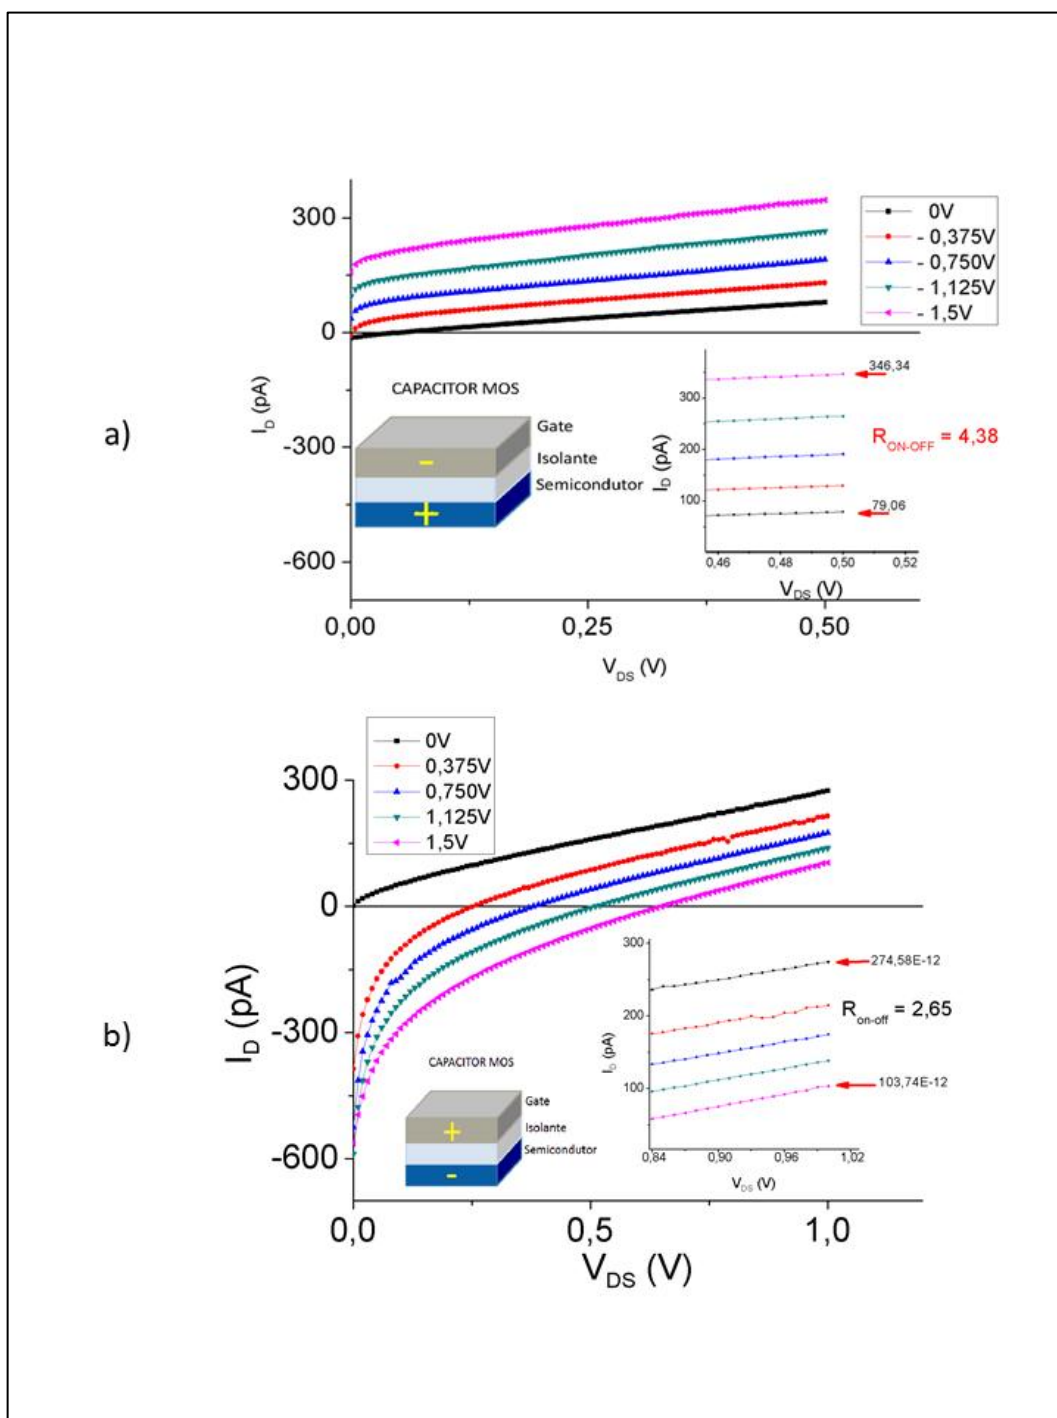 a)
300
0
-300
-600
I_D (pA)
0,00 0,25 0,50
V_DS (V)
0V
- 0,375V
- 0,750V
- 1,125V
- 1,5V
CAPACITOR MOS
Gate
Isolante
Semicondutor
−
+
300
200
100
I_D (pA)
346,34
R_ON-OFF = 4,38
79,06
0,46 0,48 0,50 0,52
V_DS (V)
b)
0V
0,375V
0,750V
1,125V
1,5V
300
0
-300
-600
I_D (pA)
0,0 0,5 1,0
V_DS (V)
CAPACITOR MOS
Gate
Isolante
Semicondutor
+
-
300
200
100
I_D (pA)
274,58E-12
R_on-off = 2,65
103,74E-12
0,84 0,90 0,96 1,02
V_DS (V)